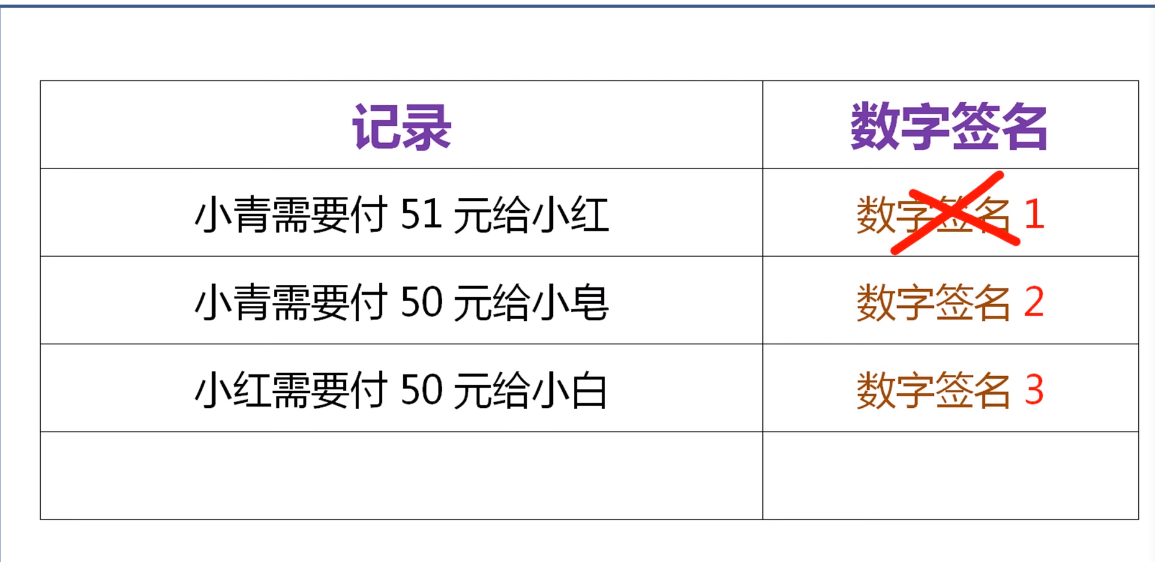 记录 数字签名
小青需要付 51 元给小红 数字签名 1
小青需要付 50 元给小皂 数字签名 2
小红需要付 50 元给小白 数字签名 3